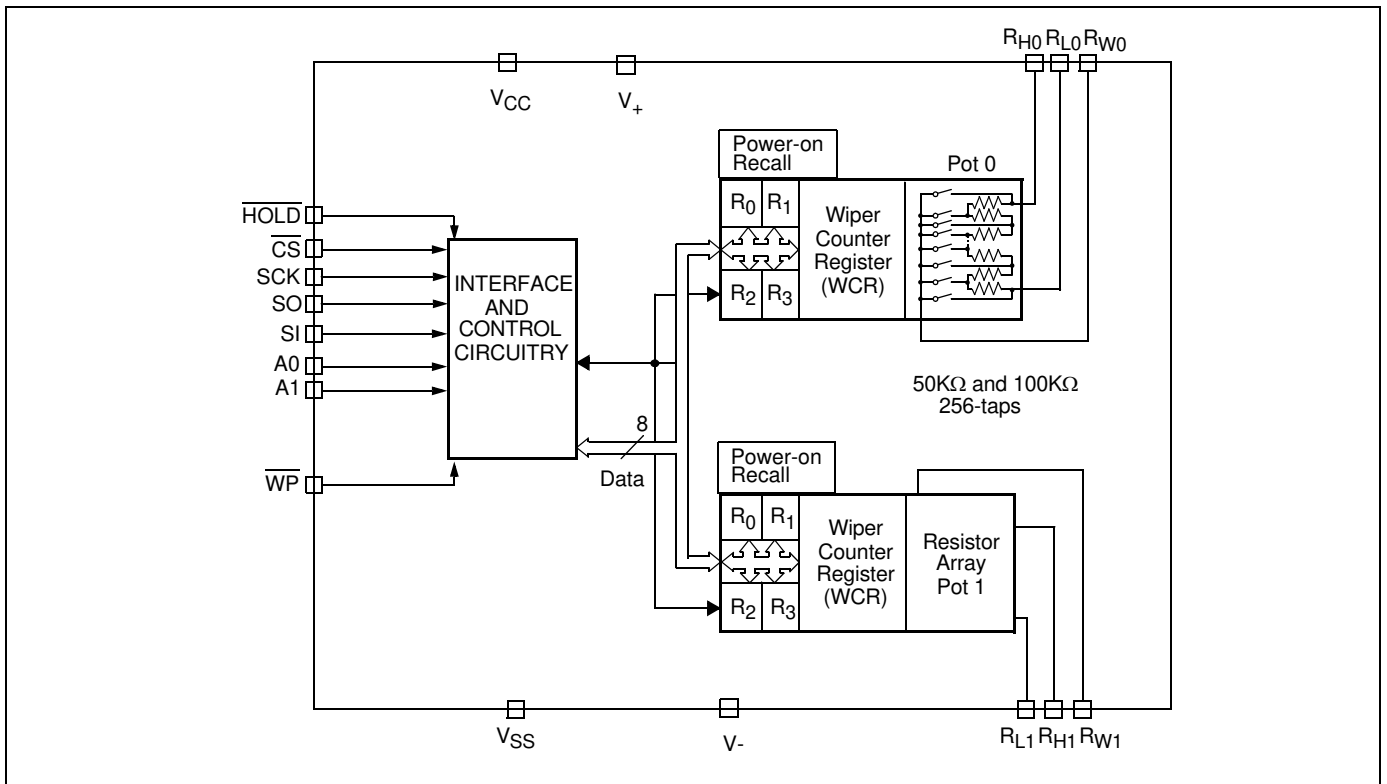 RH0 RL0 RW0
VCC
V+
Power-on
Recall
Pot 0
HOLD
CS
SCK
SO
SI
A0
A1
WP
INTERFACE
AND
CONTROL
CIRCUITRY
R0 R1
R2 R3
Wiper
Counter
Register
(WCR)
50KΩ and 100KΩ
256-taps
8
Data
Power-on
Recall
R0 R1
R2 R3
Wiper
Counter
Register
(WCR)
Resistor
Array
Pot 1
VSS
V-
RL1 RH1 RW1